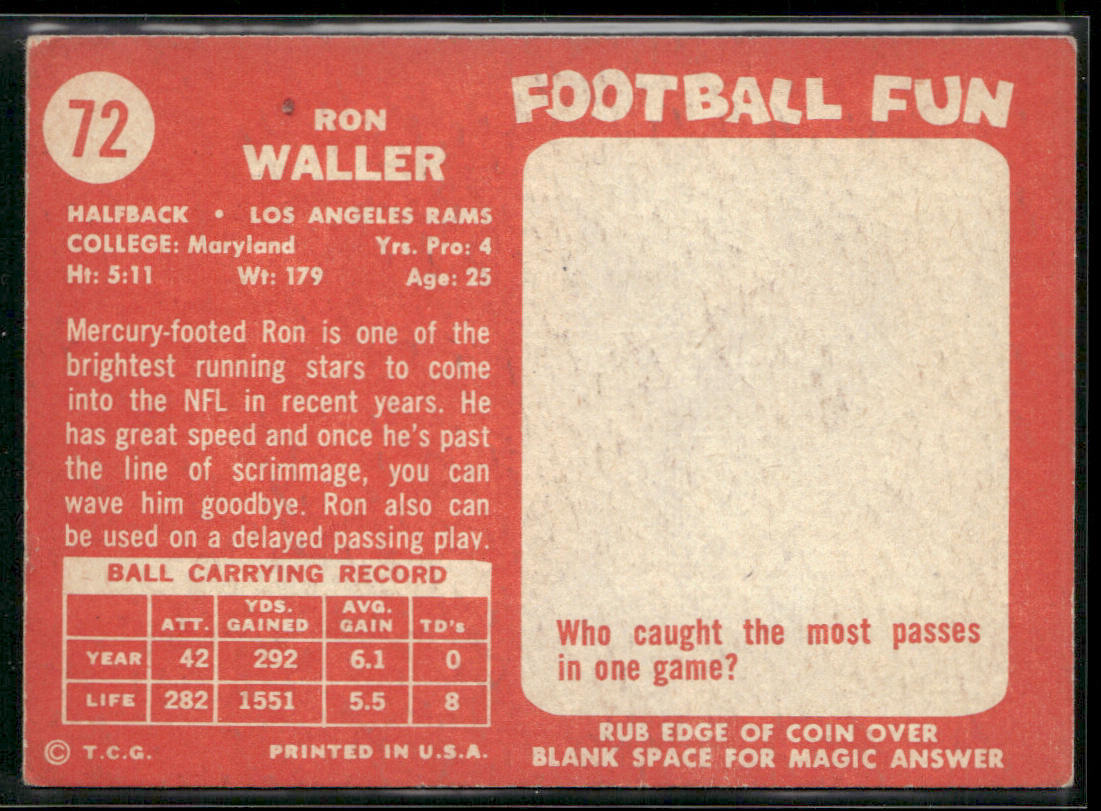 72
RON
WALLER
HALFBACK • LOS ANGELES RAMS
COLLEGE: Maryland Yrs. Pro: 4
Ht: 5:11 Wt: 179 Age: 25
Mercury-footed Ron is one of the
brightest running stars to come
into the NFL in recent years. He
has great speed and once he's past
the line of scrimmage, you can
wave him goodbye. Ron also can
be used on a delayed passing play.
BALL CARRYING RECORD
ATT. YDS. GAINED AVG. GAIN TD's
YEAR 42 292 6.1 0
LIFE 282 1551 5.5 8
© T.C.G. PRINTED IN U.S.A.
FOOTBALL FUN
Who caught the most passes
in one game?
RUB EDGE OF COIN OVER
BLANK SPACE FOR MAGIC ANSWER